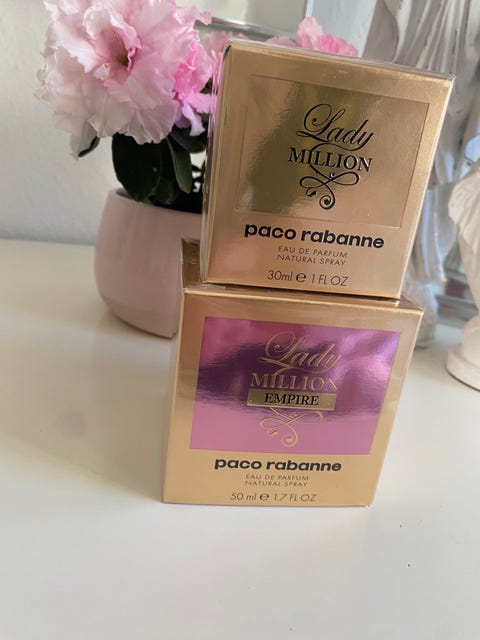 Lady
MILLION
paco rabanne
EAU DE PARFUM
NATURAL SPRAY
30ml e 1 FL OZ
Lady
MILLION
EMPIRE
paco rabanne
EAU DE PARFUM
NATURAL SPRAY
50 ml e 1.7 FL OZ